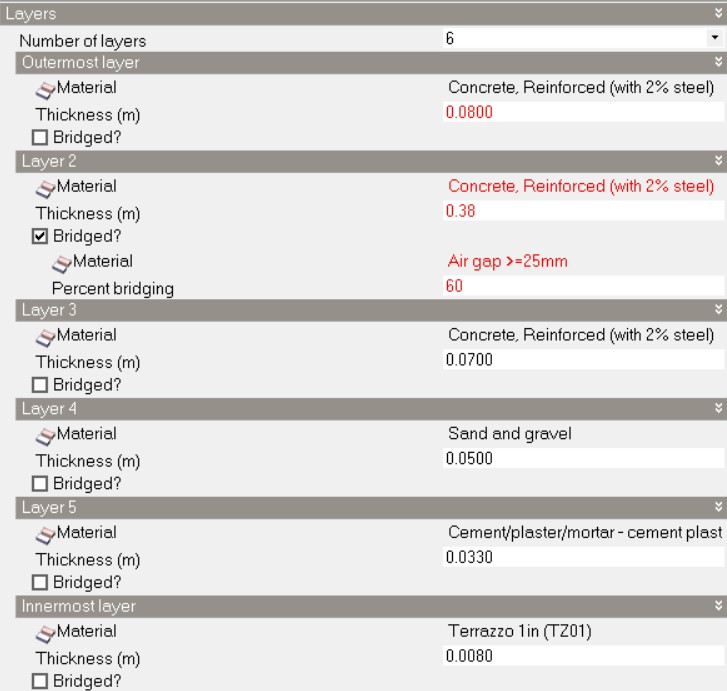 Layers
Number of layers 6
Outermost layer
Material Concrete, Reinforced (with 2% steel)
Thickness (m) 0.0800
Bridged?
Layer 2
Material Concrete, Reinforced (with 2% steel)
Thickness (m) 0.38
Bridged?
Material Air gap >=25mm
Percent bridging 60
Layer 3
Material Concrete, Reinforced (with 2% steel)
Thickness (m) 0.0700
Bridged?
Layer 4
Material Sand and gravel
Thickness (m) 0.0500
Bridged?
Layer 5
Material Cement/plaster/mortar - cement plast
Thickness (m) 0.0330
Bridged?
Innermost layer
Material Terrazzo 1in (TZ01)
Thickness (m) 0.0080
Bridged?